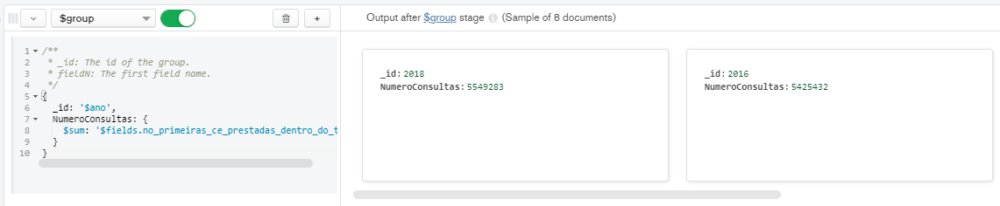 $group
+
Output after $group stage (Sample of 8 documents)
1 /**
2 * _id: The id of the group.
3 * fieldN: The first field name.
4 */
5 {
6 _id: '$ano',
7 NumeroConsultas: {
8 $sum: '$fields.no_primeiras_ce_prestadas_dentro_do_t
9 }
10 }
_id: 2018
NumeroConsultas: 5549283
_id: 2016
NumeroConsultas: 5425432